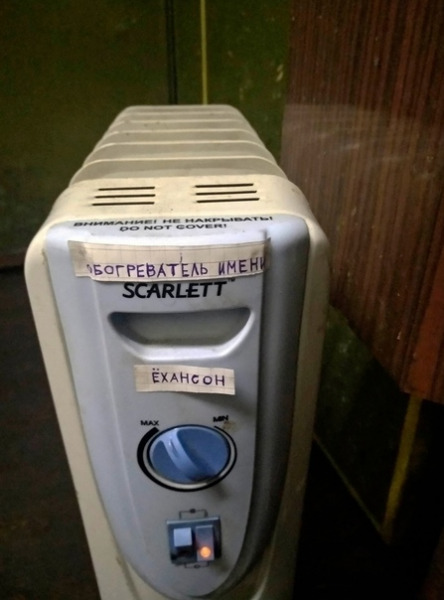 ВНИМАНИЕ! НЕ НАКРЫВАТЬ!
DO NOT COVER!
ОБОГРЕВАТЕЛЬ ИМЕНИ
SCARLETT
ЁХАНСОН
MAX MIN